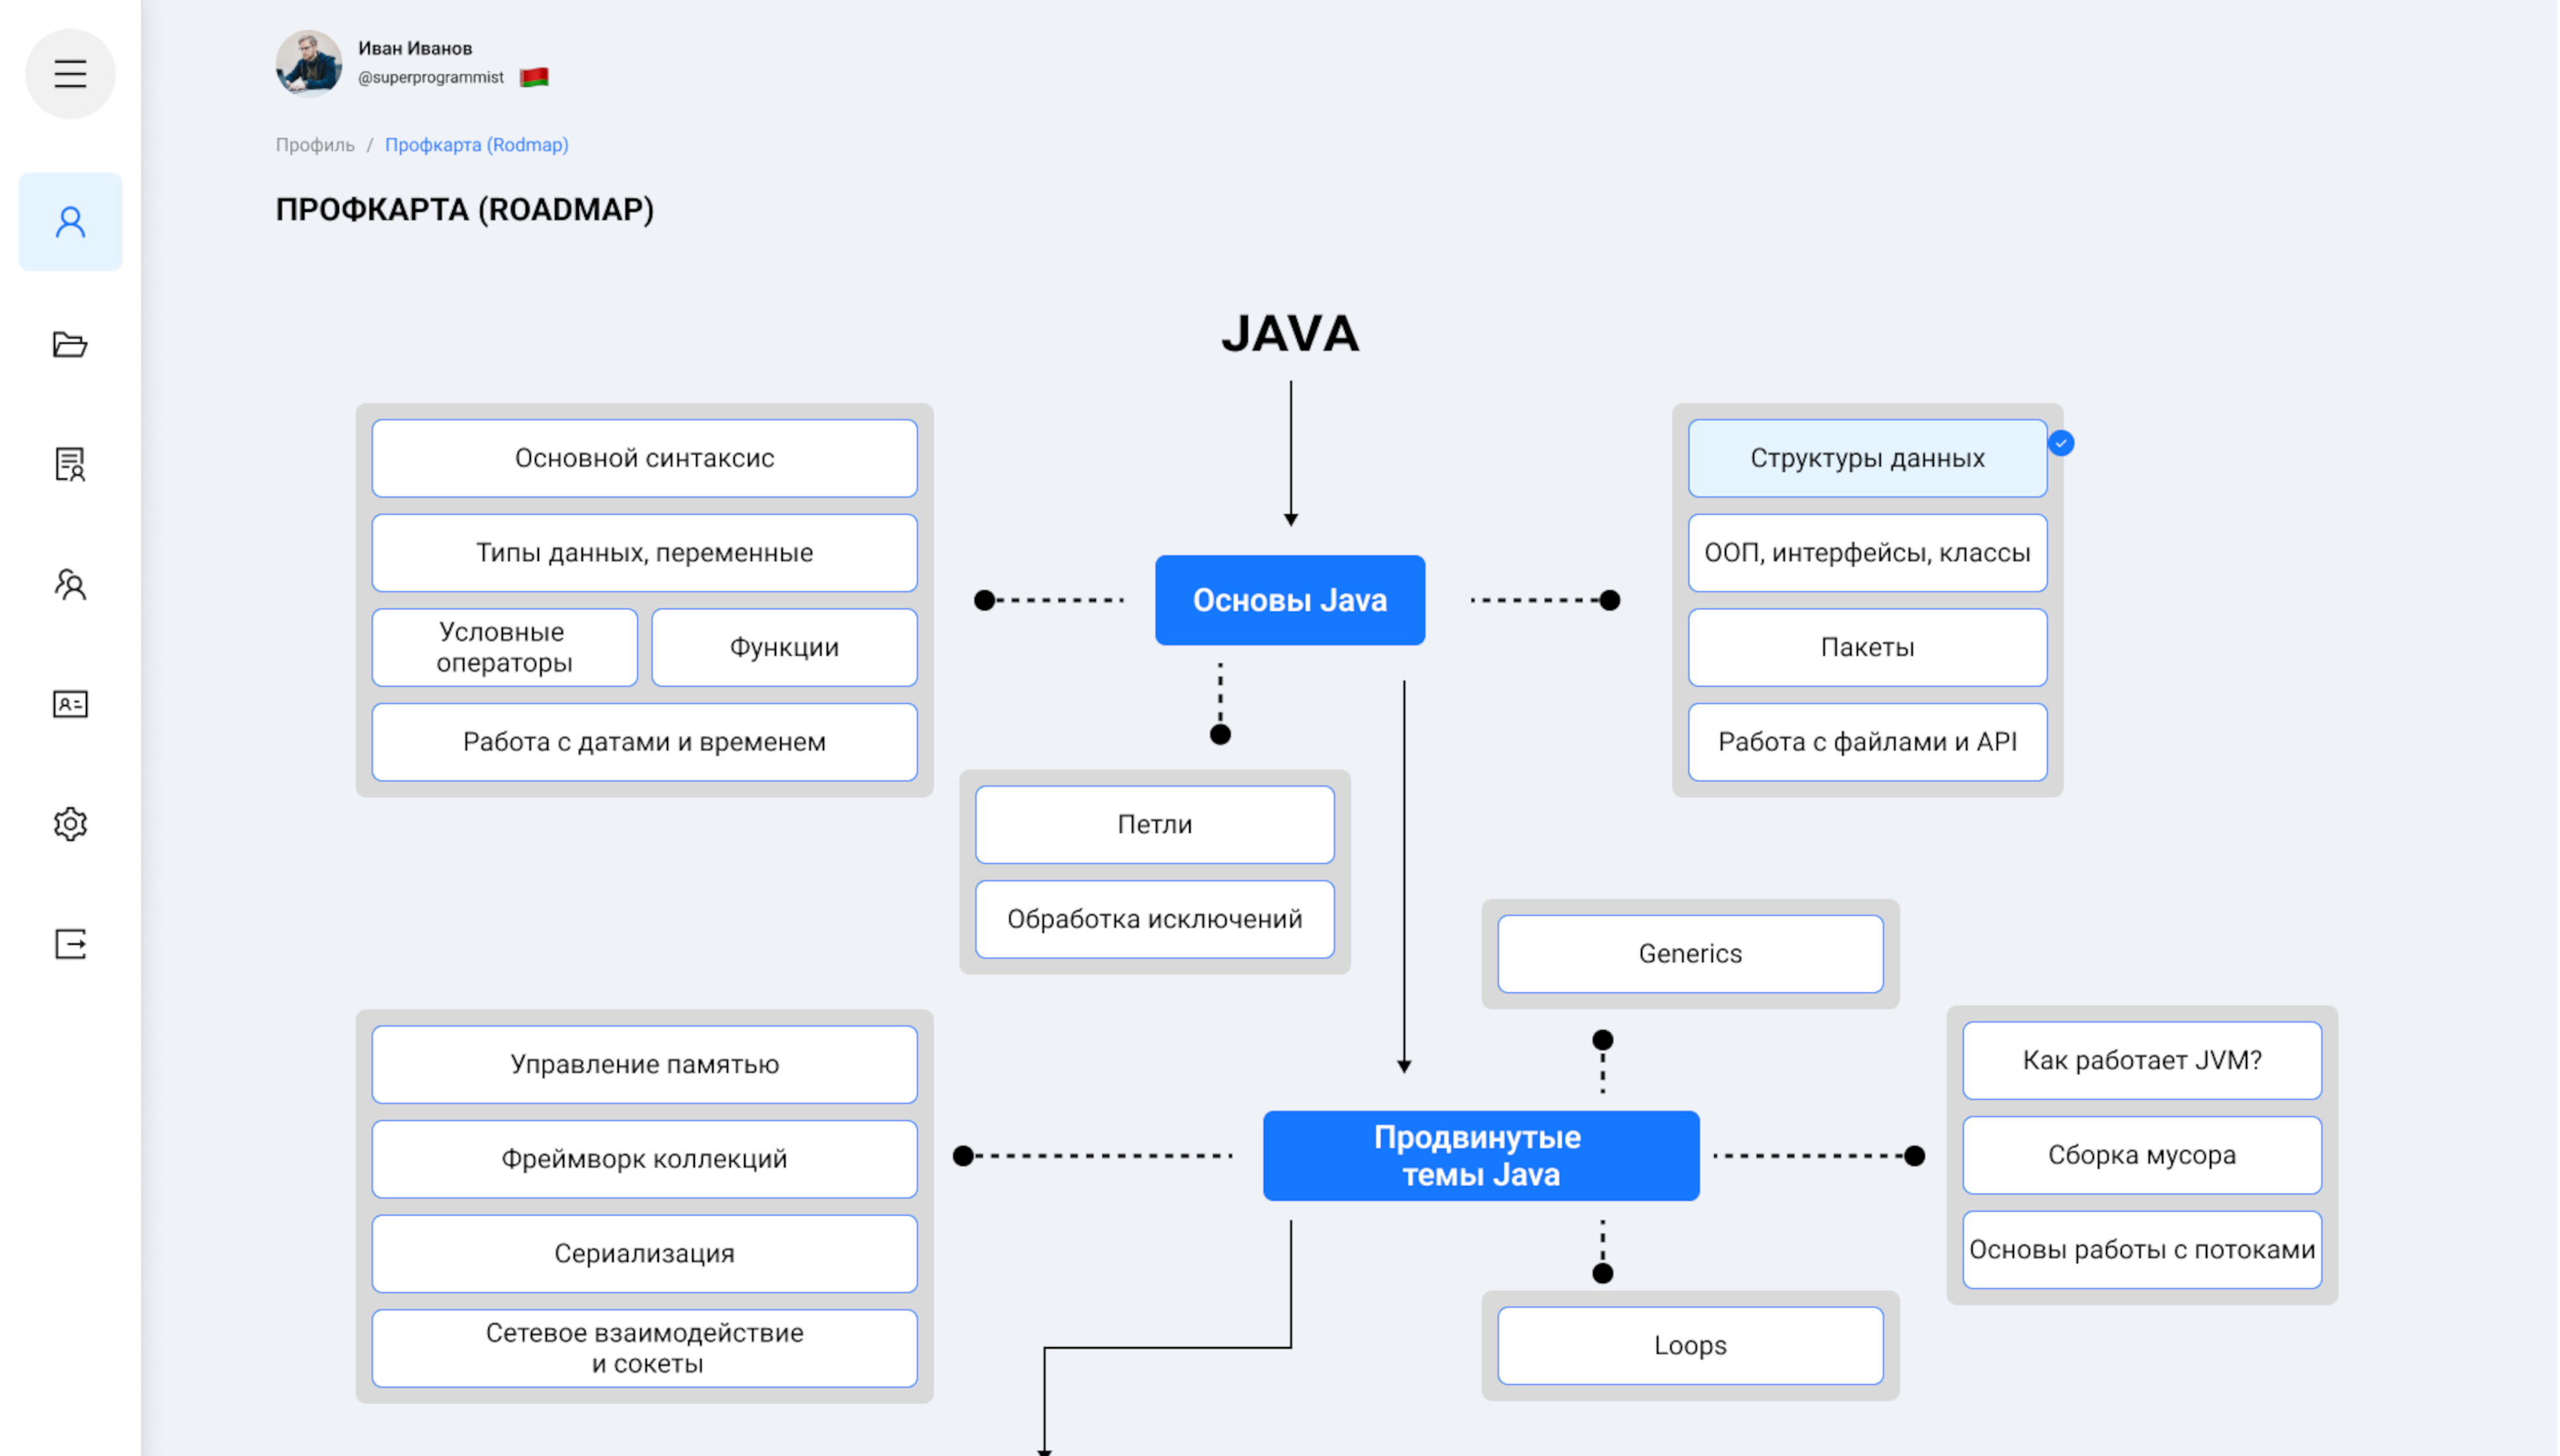 Иван Иванов
@superprogrammist
Профиль / Профкарта (Rodmap)
ПРОФКАРТА (ROADMAP)
JAVA
Основной синтаксис
Типы данных, переменные
Условные
операторы
Функции
Работа с датами и временем
Основы Java
Структуры данных
ООП, интерфейсы, классы
Пакеты
Работа с файлами и API
Петли
Обработка исключений
Generics
Управление памятью
Фреймворк коллекций
Сериализация
Сетевое взаимодействие
и сокеты
Продвинутые
темы Java
Как работает JVM?
Сборка мусора
Основы работы с потоками
Loops